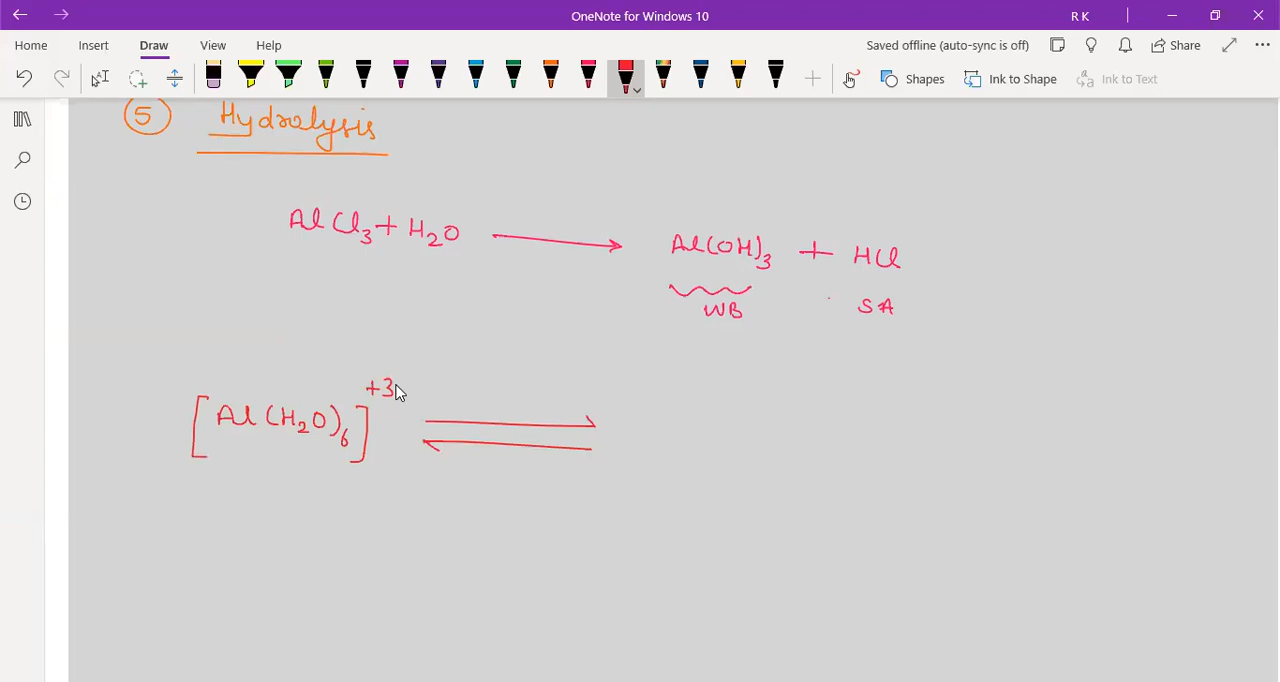 OneNote for Windows 10
R K
Home Insert Draw View Help
Saved offline (auto-sync is off)
Share
Shapes
Ink to Shape
Ink to Text
5 Hydrolysis
AlCl3 + H2O → Al(OH)3 + HCl
WB SA
[Al(H2O)6]+3 ⇌